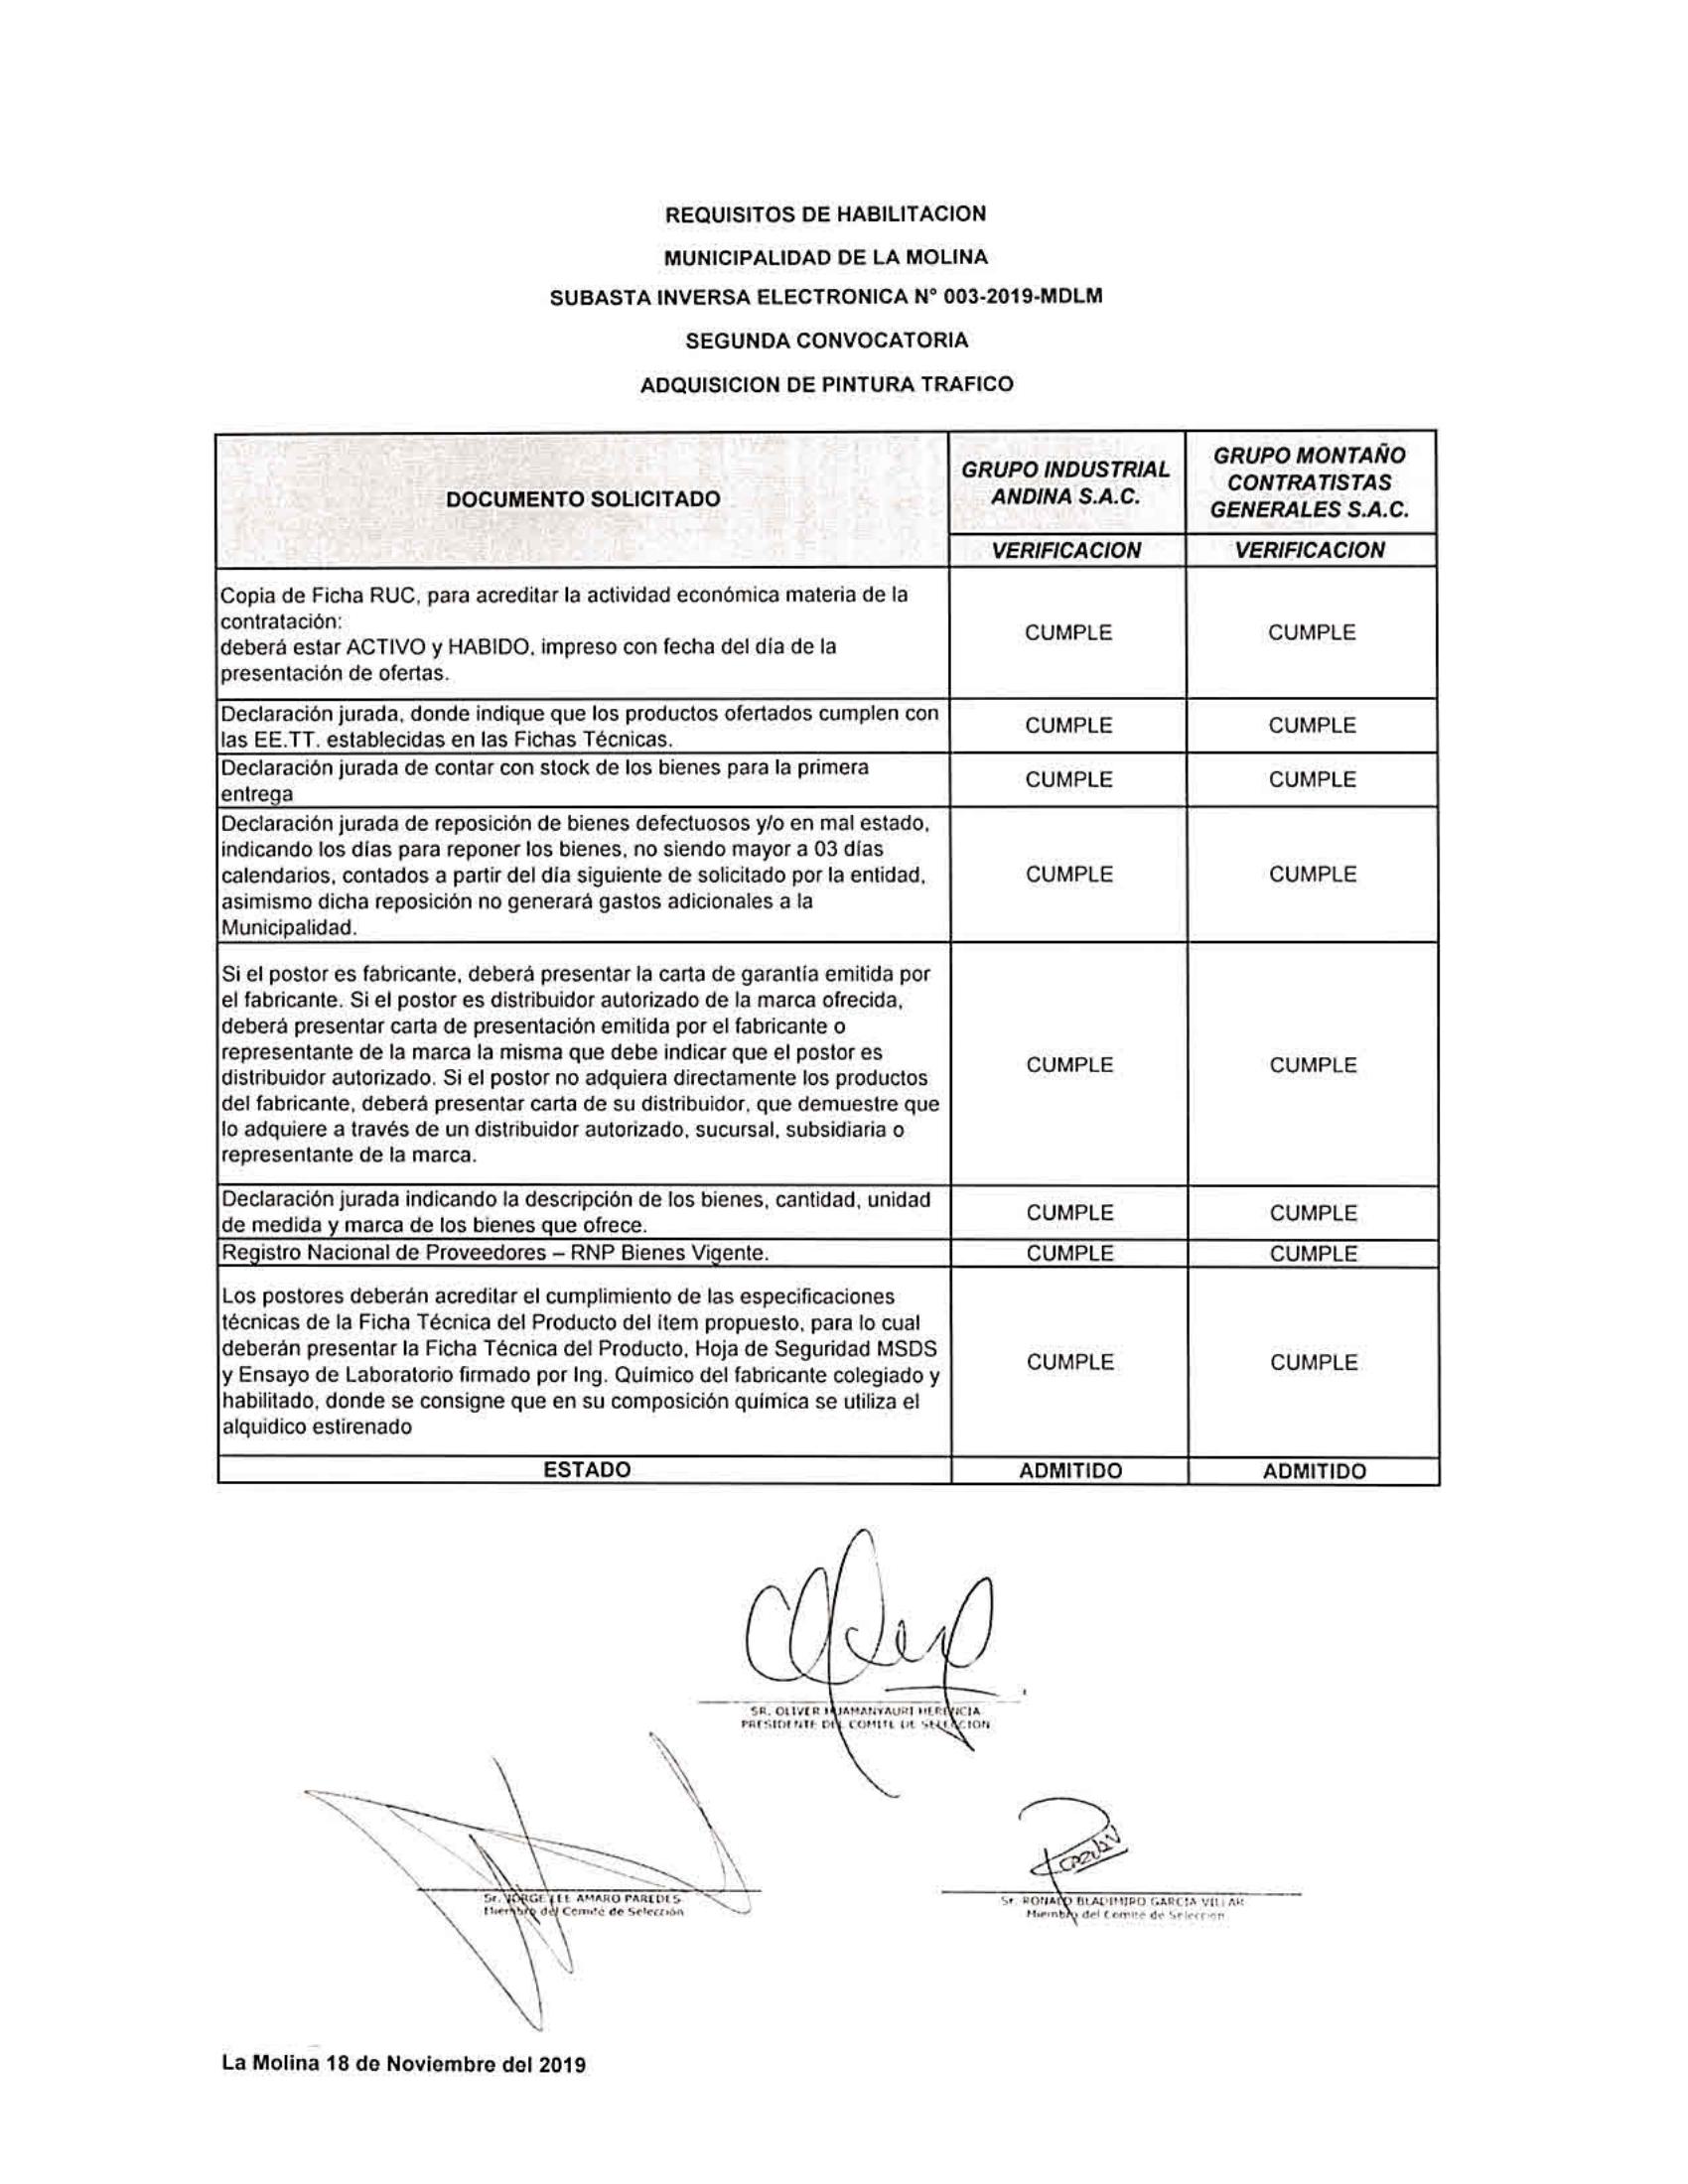 REQUISITOS DE HABILITACION
MUNICIPALIDAD DE LA MOLINA
SUBASTA INVERSA ELECTRONICA N° 003-2019-MDLM
SEGUNDA CONVOCATORIA
ADQUISICION DE PINTURA TRAFICO
DOCUMENTO SOLICITADO
GRUPO INDUSTRIAL
ANDINA S.A.C.
GRUPO MONTAÑO
CONTRATISTAS
GENERALES S.A.C.
VERIFICACION
VERIFICACION
Copia de Ficha RUC, para acreditar la actividad económica materia de la
contratación:
deberá estar ACTIVO y HABIDO, impreso con fecha del día de la
presentación de ofertas.
CUMPLE
CUMPLE
Declaración jurada, donde indique que los productos ofertados cumplen con
las EE.TT. establecidas en las Fichas Técnicas.
CUMPLE
CUMPLE
Declaración jurada de contar con stock de los bienes para la primera
entrega
CUMPLE
CUMPLE
Declaración jurada de reposición de bienes defectuosos y/o en mal estado,
indicando los días para reponer los bienes, no siendo mayor a 03 días
calendarios, contados a partir del día siguiente de solicitado por la entidad,
asimismo dicha reposición no generará gastos adicionales a la
Municipalidad.
CUMPLE
CUMPLE
Si el postor es fabricante, deberá presentar la carta de garantía emitida por
el fabricante. Si el postor es distribuidor autorizado de la marca ofrecida,
deberá presentar carta de presentación emitida por el fabricante o
representante de la marca la misma que debe indicar que el postor es
distribuidor autorizado. Si el postor no adquiera directamente los productos
del fabricante, deberá presentar carta de su distribuidor, que demuestre que
lo adquiere a través de un distribuidor autorizado, sucursal, subsidiaria o
representante de la marca.
CUMPLE
CUMPLE
Declaración jurada indicando la descripción de los bienes, cantidad, unidad
de medida y marca de los bienes que ofrece.
CUMPLE
CUMPLE
Registro Nacional de Proveedores – RNP Bienes Vigente.
CUMPLE
CUMPLE
Los postores deberán acreditar el cumplimiento de las especificaciones
técnicas de la Ficha Técnica del Producto del ítem propuesto, para lo cual
deberán presentar la Ficha Técnica del Producto, Hoja de Seguridad MSDS
y Ensayo de Laboratorio firmado por Ing. Químico del fabricante colegiado y
habilitado, donde se consigne que en su composición química se utiliza el
alquidico estirenado
CUMPLE
CUMPLE
ESTADO
ADMITIDO
ADMITIDO
SR. OLIVER HUAMANYAURI HERENCIA
PRESIDENTE DEL COMITE DE SELECCION
Sr. JORGE LEE AMARO PAREDES
Miembro del Comité de Selección
Sr. RONALD BLADIMIRO GARCIA VILLAR
Miembro del Comité de Selección
La Molina 18 de Noviembre del 2019